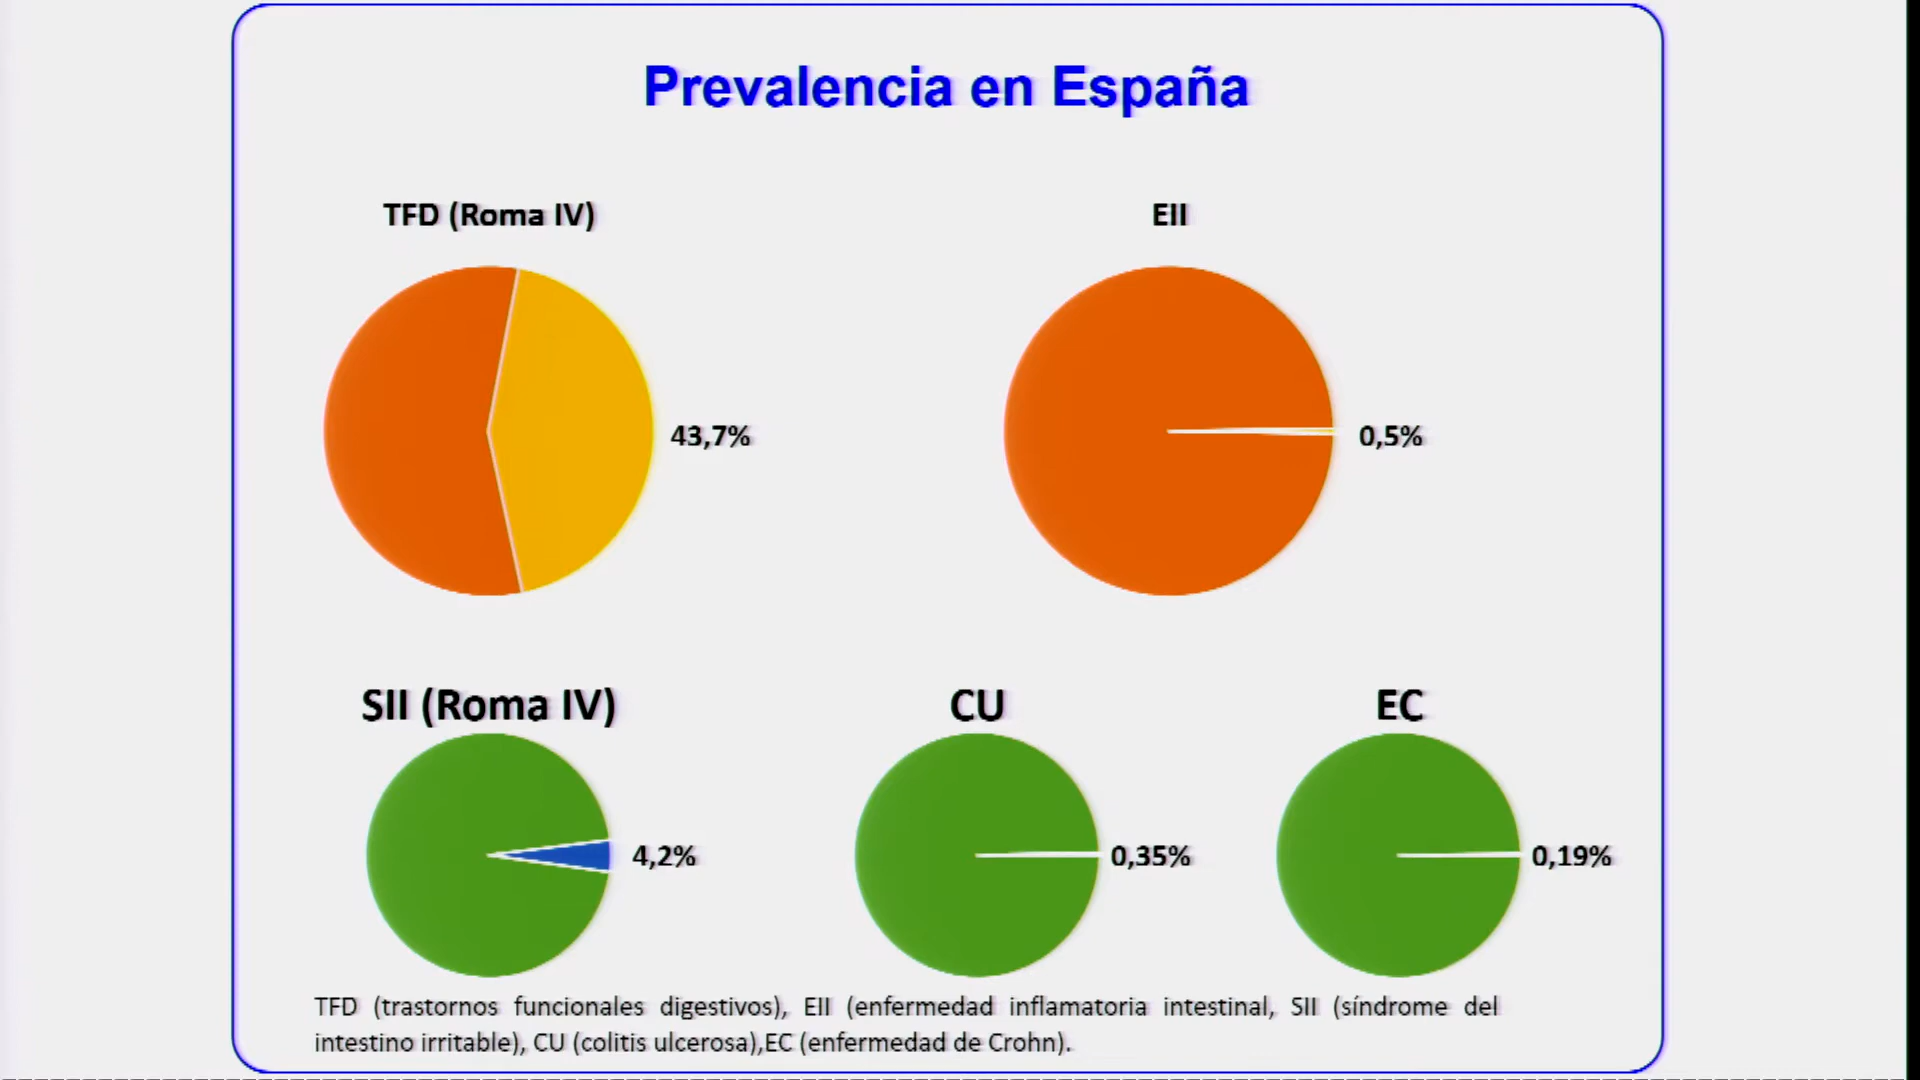 Prevalencia en España
TFD (Roma IV)
EII
43,7%
0,5%
SII (Roma IV)
CU
EC
4,2%
0,35%
0,19%
TFD (trastornos funcionales digestivos), EII (enfermedad inflamatoria intestinal, SII (síndrome del
intestino irritable), CU (colitis ulcerosa),EC (enfermedad de Crohn).